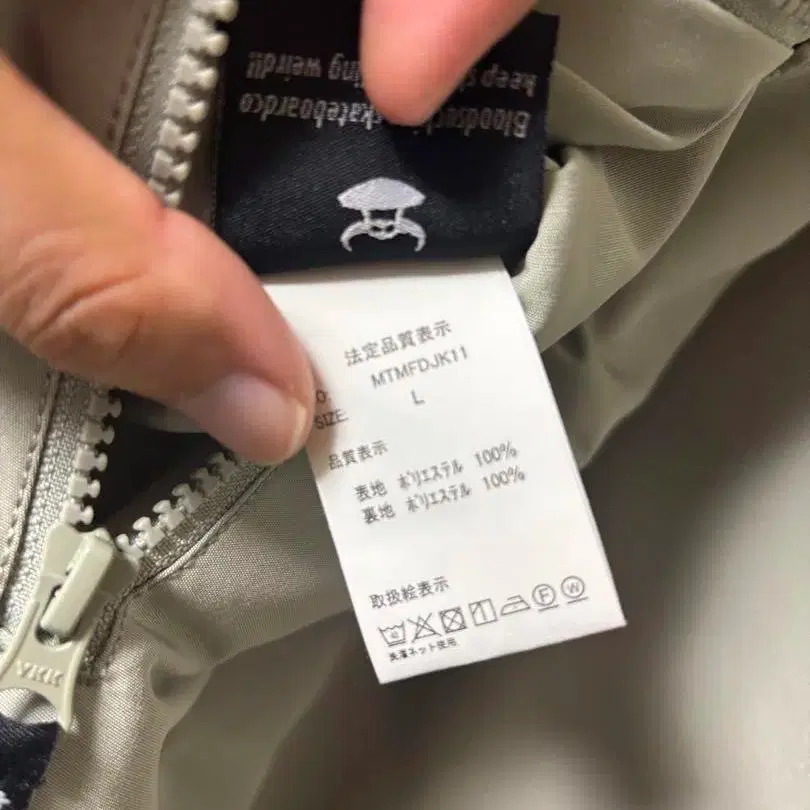 keep s
ing weird!!
Bloodsuc
skateboardco
法定品質表示
O: MTMFDJK11
SIZE: L
品質表示
表地 ポリエステル 100%
裏地 ポリエステル 100%
取扱絵表示
F W
洗濯ネット使用
YKK